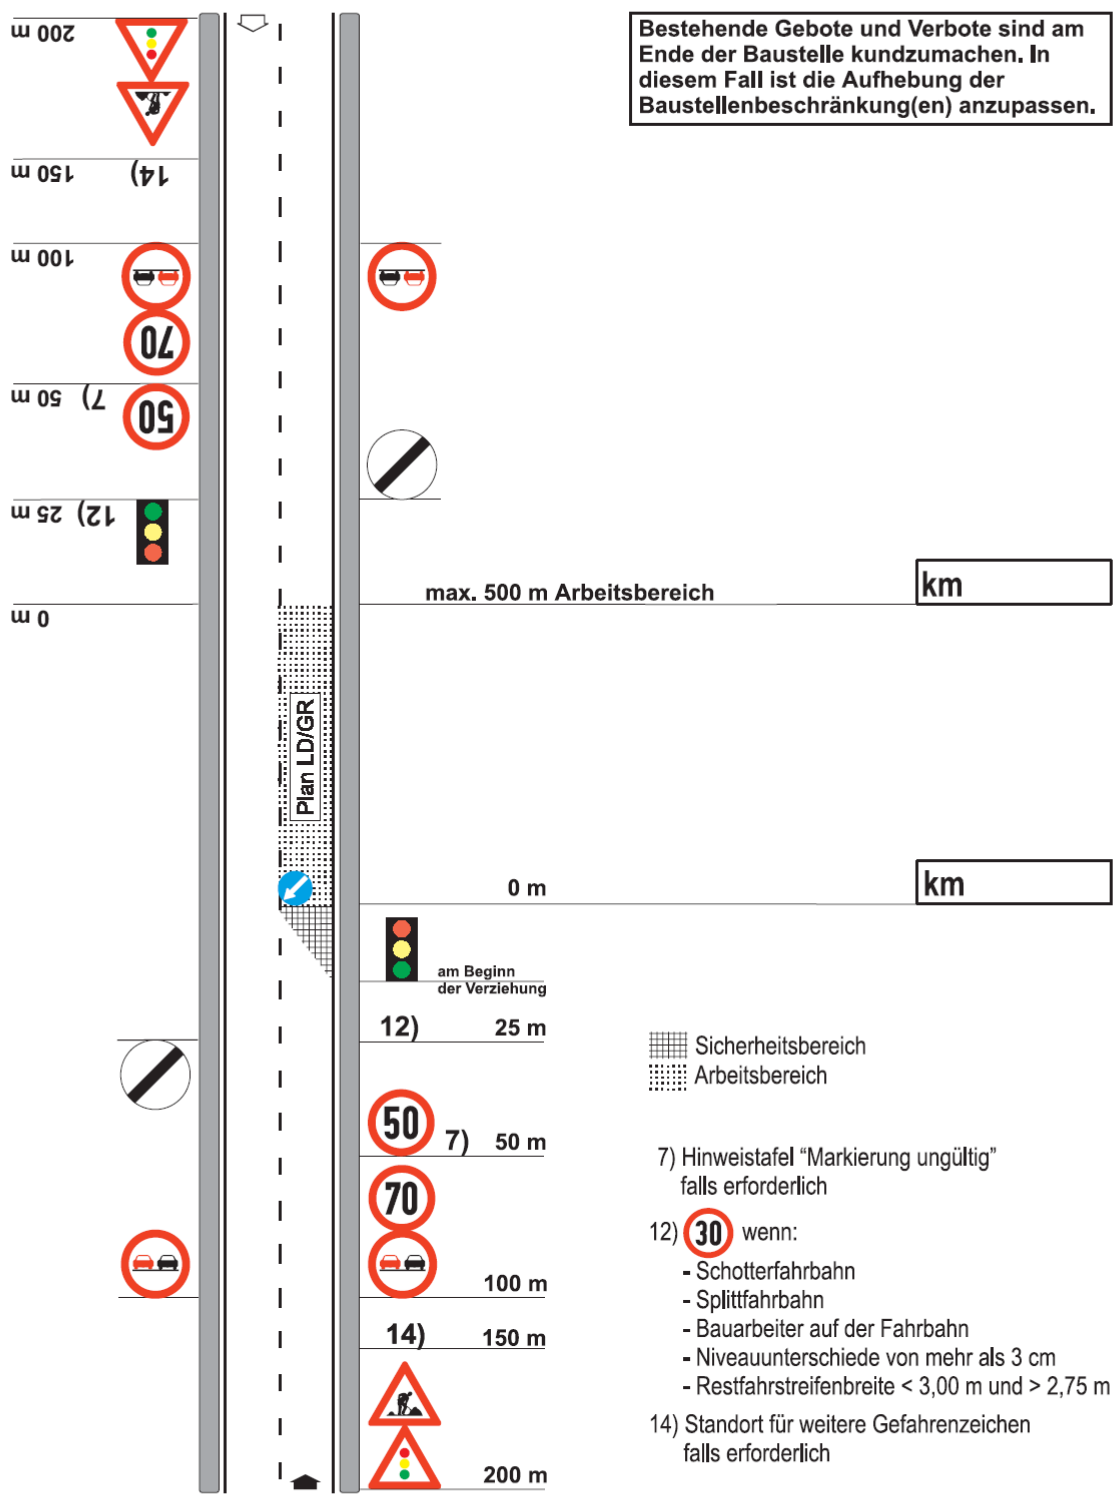 200 m
Bestehende Gebote und Verbote sind am
Ende der Baustelle kundzumachen. In
diesem Fall ist die Aufhebung der
Baustellenbeschränkung(en) anzupassen.
150 m 14)
100 m
70
50 m 7)
50
25 m 12)
max. 500 m Arbeitsbereich
km
0 m
Plan LD/GR
0 m
km
am Beginn
der Verziehung
12) 25 m
Sicherheitsbereich
Arbeitsbereich
50
7) 50 m
70
100 m
14) 150 m
200 m
7) Hinweistafel “Markierung ungültig”
falls erforderlich
12) 30 wenn:
- Schotterfahrbahn
- Splittfahrbahn
- Bauarbeiter auf der Fahrbahn
- Niveauunterschiede von mehr als 3 cm
- Restfahrstreifenbreite < 3,00 m und > 2,75 m
14) Standort für weitere Gefahrenzeichen
falls erforderlich